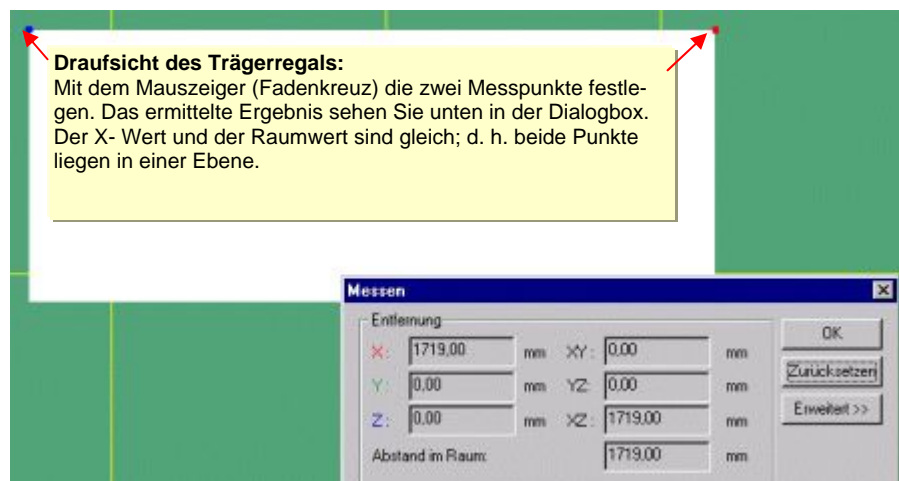 Draufsicht des Trägerregals:
Mit dem Mauszeiger (Fadenkreuz) die zwei Messpunkte festle-
gen. Das ermittelte Ergebnis sehen Sie unten in der Dialogbox.
Der X- Wert und der Raumwert sind gleich; d. h. beide Punkte
liegen in einer Ebene.
Messen
Entfernung
X: 1719,00 mm XY: 0,00 mm
Y: 0,00 mm YZ: 0,00 mm
Z: 0,00 mm XZ: 1719,00 mm
Abstand im Raum: 1719,00 mm
OK
Zurücksetzen
Erweitert >>